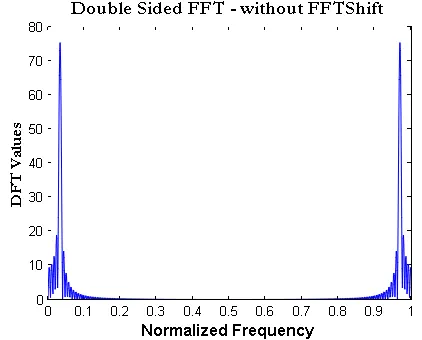 Double Sided FFT - without FFTShift
80
70
60
50
40
30
20
10
0
DFT Values
0 0.1 0.2 0.3 0.4 0.5 0.6 0.7 0.8 0.9 1
Normalized Frequency